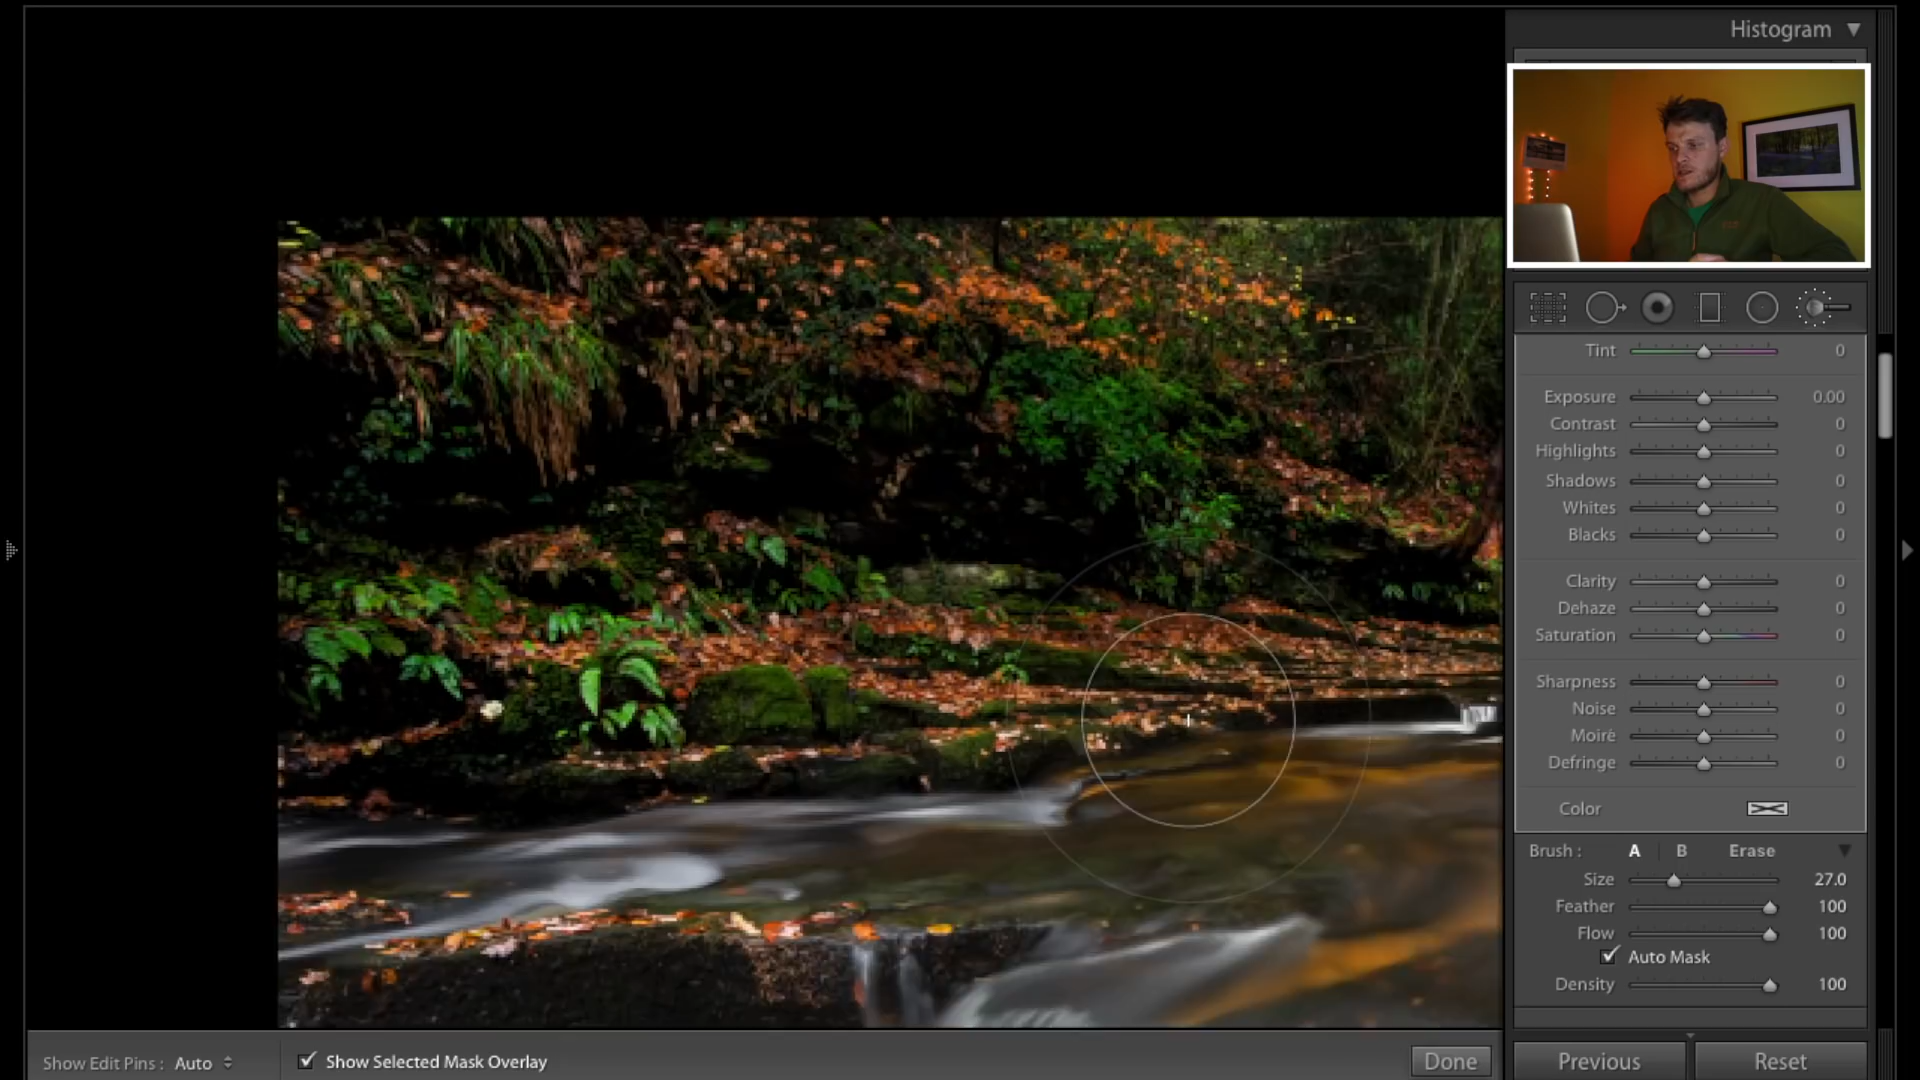 Histogram
Tint 0
Exposure 0.00
Contrast 0
Highlights 0
Shadows 0
Whites 0
Blacks 0
Clarity 0
Dehaze 0
Saturation 0
Sharpness 0
Noise 0
Moiré 0
Defringe 0
Color
Brush : A B Erase
Size 27.0
Feather 100
Flow 100
Auto Mask
Density 100
Show Edit Pins : Auto Show Selected Mask Overlay Done Previous Reset